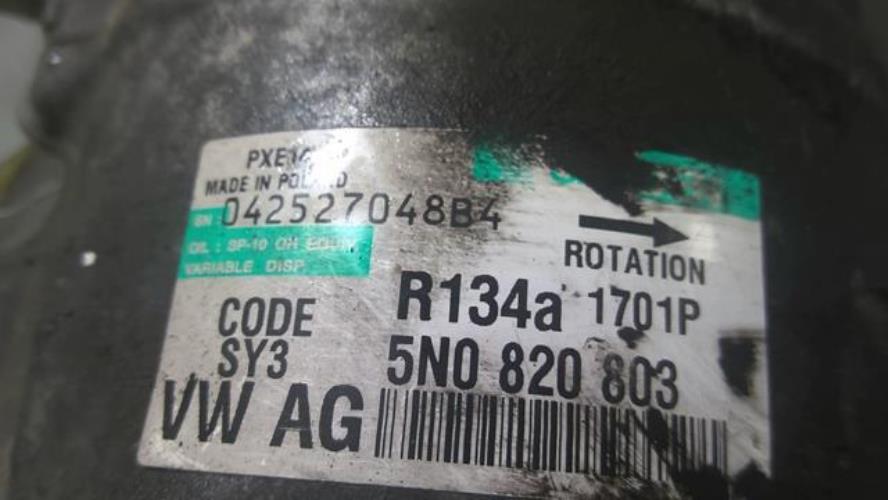 MADE IN POLAND
SN 042527048B4
OIL : SP-10 OR EQUIV
VARIABLE DISP
ROTATION
CODE R134a 1701P
SY3 5N0 820 803
VW AG